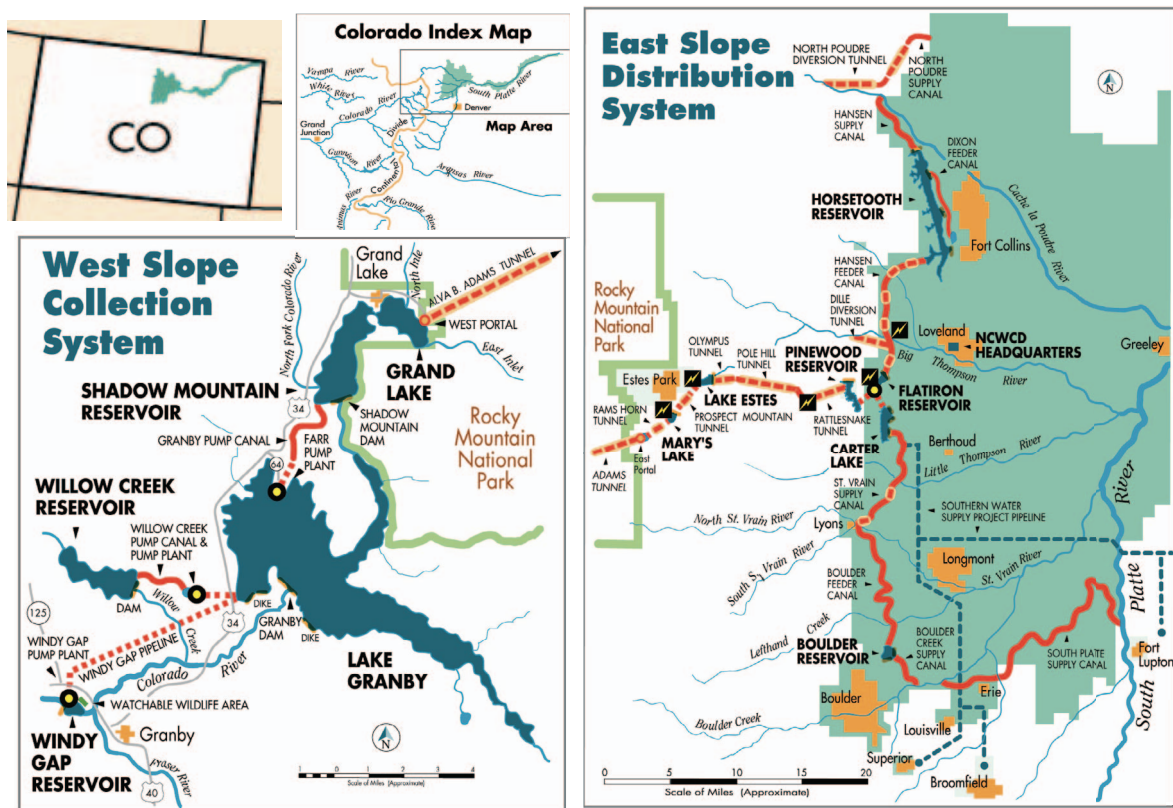 CO
Colorado Index Map
Yampa River
White River
Colorado River
South Platte River
Denver
Map Area
Grand
Junction
Gunnison River
Continental Divide
Arkansas River
Animas River
Rio Grande River
West Slope
Collection
System
North Fork Colorado River
Grand
Lake
North Inle
ALVA B. ADAMS TUNNEL
WEST PORTAL
East Inlet
GRAND
LAKE
SHADOW MOUNTAIN
RESERVOIR
34
SHADOW
MOUNTAIN
DAM
GRANBY PUMP CANAL
64
FARR
PUMP
PLANT
Rocky
Mountain
National
Park
WILLOW CREEK
RESERVOIR
WILLOW CREEK
PUMP CANAL &
PUMP PLANT
DAM
Willow
Creek
DIKE
34
GRANBY
DAM
DIKE
125
WINDY GAP
PUMP PLANT
WINDY GAP PIPELINE
Colorado River
LAKE
GRANBY
WATCHABLE WILDLIFE AREA
WINDY
GAP
RESERVOIR
Granby
Fraser River
40
N
1 0 1 2 3 4
Scale of Miles (Approximate)
East Slope
Distribution
System
NORTH POUDRE
DIVERSION TUNNEL
NORTH
POUDRE
SUPPLY
CANAL
N
HANSEN
SUPPLY
CANAL
DIXON
FEEDER
CANAL
HORSETOOTH
RESERVOIR
Cache la Poudre
River
Fort Collins
HANSEN
FEEDER
CANAL
Rocky
Mountain
National
Park
DILLE
DIVERSION
TUNNEL
Loveland
NCWCD
HEADQUARTERS
Greeley
OLYMPUS
TUNNEL
POLE HILL
TUNNEL
PINEWOOD
RESERVOIR
Big
Thompson
River
Estes Park
LAKE ESTES
FLATIRON
RESERVOIR
RAMS HORN
TUNNEL
PROSPECT MOUNTAIN
TUNNEL
RATTLESNAKE
TUNNEL
MARY'S
LAKE
East
Portal
ADAMS
TUNNEL
CARTER
LAKE
Berthoud
Little Thompson River
ST. VRAIN
SUPPLY
CANAL
North St. Vrain River
Lyons
SOUTHERN WATER
SUPPLY PROJECT PIPELINE
River
South St. Vrain River
Longmont
St. Vrain River
BOULDER
FEEDER
CANAL
Platte
Lefthand Creek
BOULDER
RESERVOIR
BOULDER
CREEK
SUPPLY
CANAL
SOUTH PLATTE
SUPPLY CANAL
Fort
Lupton
Boulder
Erie
South
Boulder Creek
Louisville
Superior
Broomfield
0 5 10 15 20
Scale of Miles (Approximate)